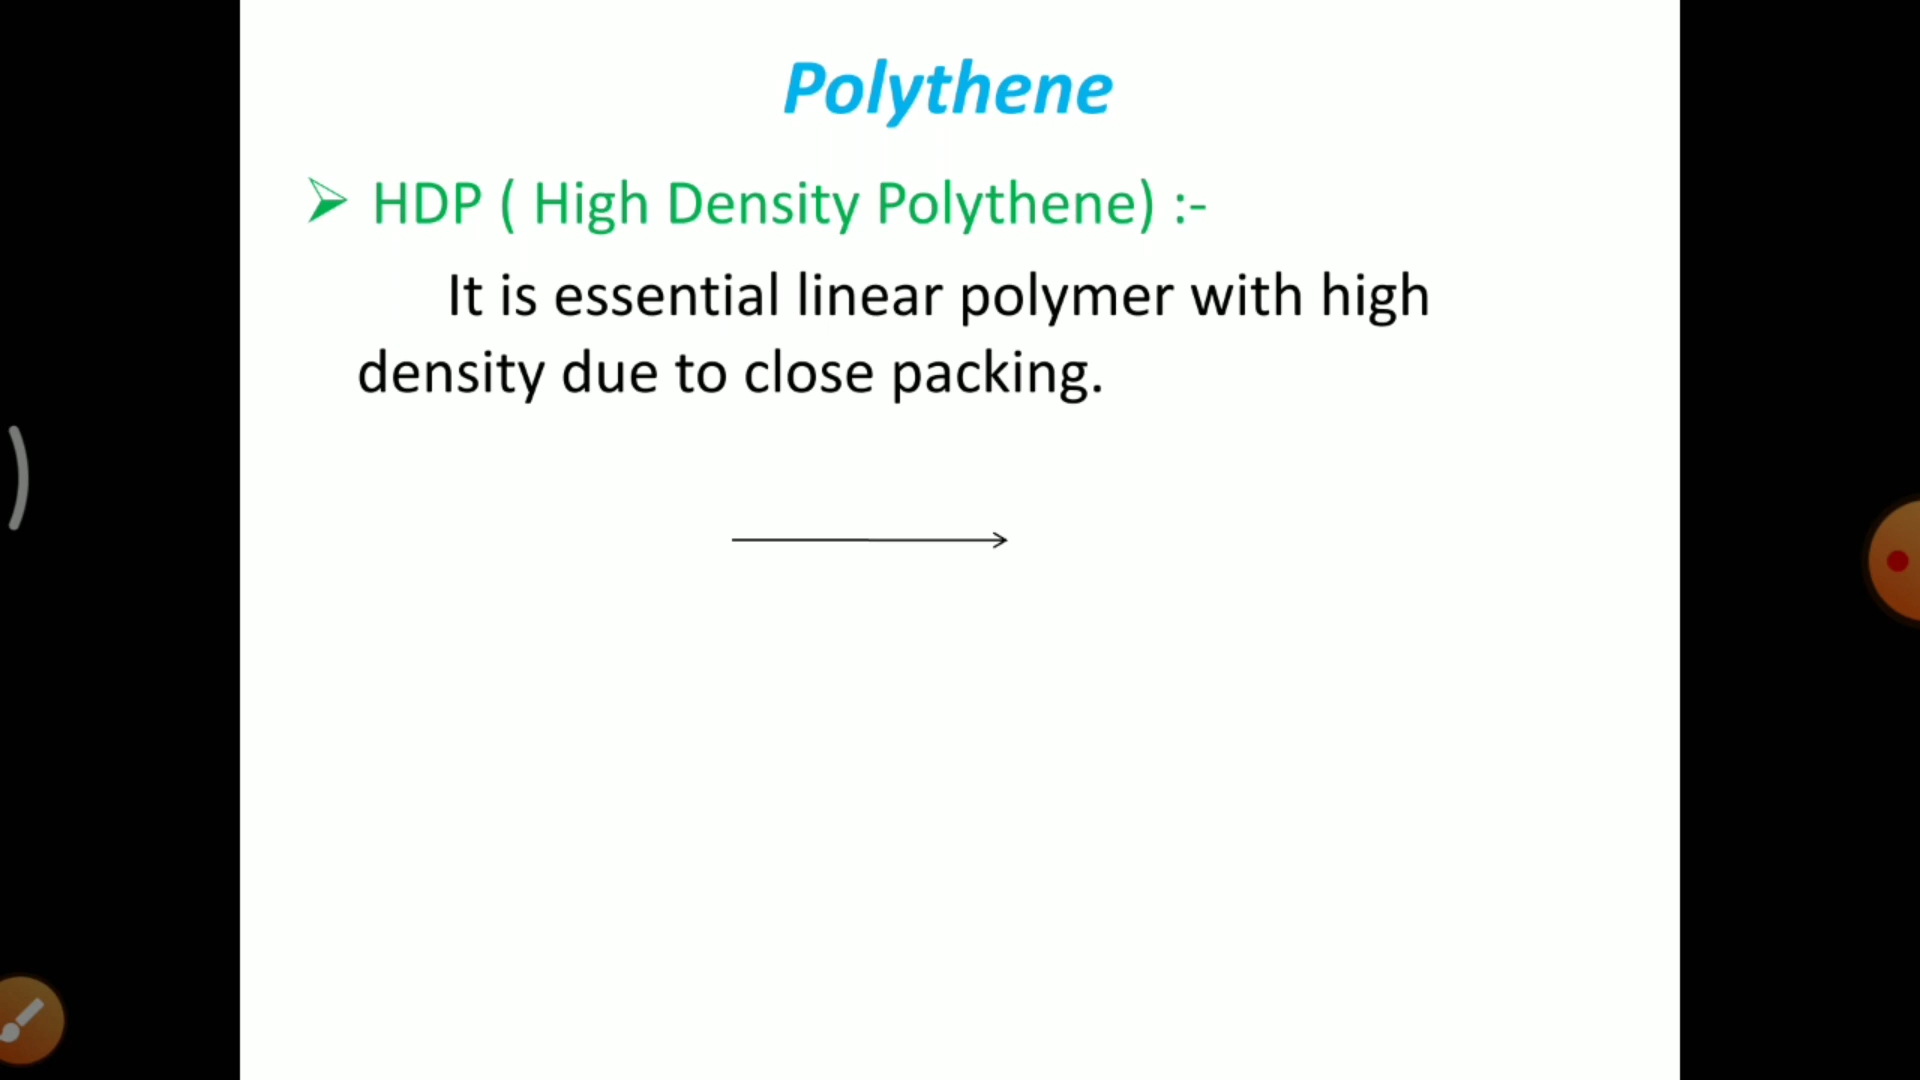 Polythene
HDP ( High Density Polythene) :-
It is essential linear polymer with high
density due to close packing.